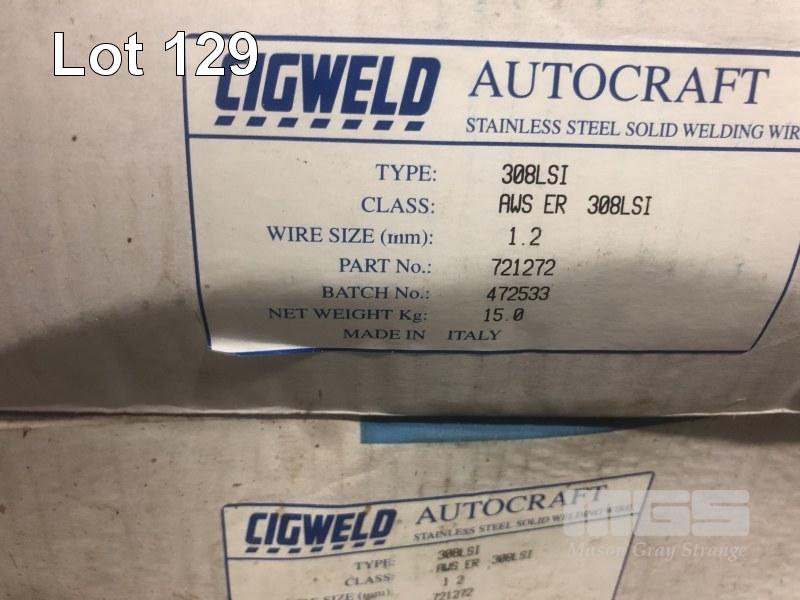 Lot 129
CIGWELD AUTOCRAFT
STAINLESS STEEL SOLID WELDING WIR
TYPE: 308LSI
CLASS: AWS ER 308LSI
WIRE SIZE (mm): 1.2
PART No.: 721272
BATCH No.: 472533
NET WEIGHT Kg: 15.0
MADE IN ITALY
CIGWELD AUTOCRAFT
STAINLESS STEEL SOLID WELDING WIRE
TYPE: 308LSI
CLASS: AWS ER 308LSI
SIZE (mm): 1 2
721272
MGS
Mason Gray Strange